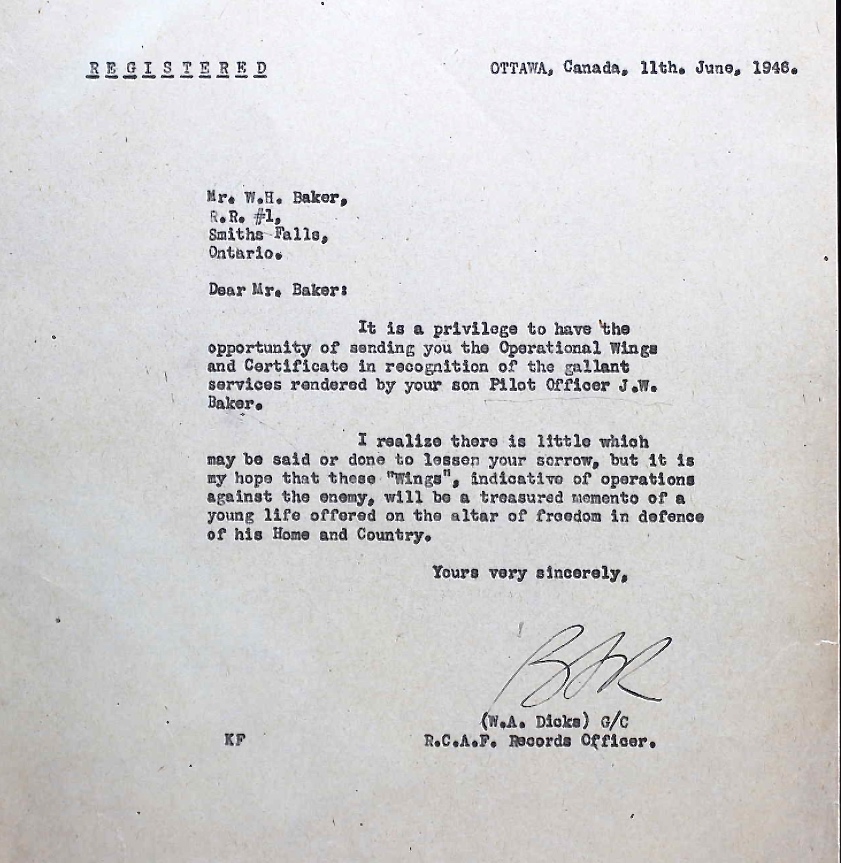 REGISTERED
OTTAWA, Canada, 11th. June, 1946.
Mr. W.H. Baker,
R.R. #1,
Smiths Falls,
Ontario.
Dear Mr. Baker:
It is a privilege to have the
opportunity of sending you the Operational Wings
and Certificate in recognition of the gallant
services rendered by your son Pilot Officer J.W.
Baker.
I realize there is little which
may be said or done to lessen your sorrow, but it is
my hope that these "Wings", indicative of operations
against the enemy, will be a treasured memento of a
young life offered on the altar of freedom in defence
of his Home and Country.
Yours very sincerely,
(W.A. Dicks) G/C
KF
R.C.A.F. Records Officer.